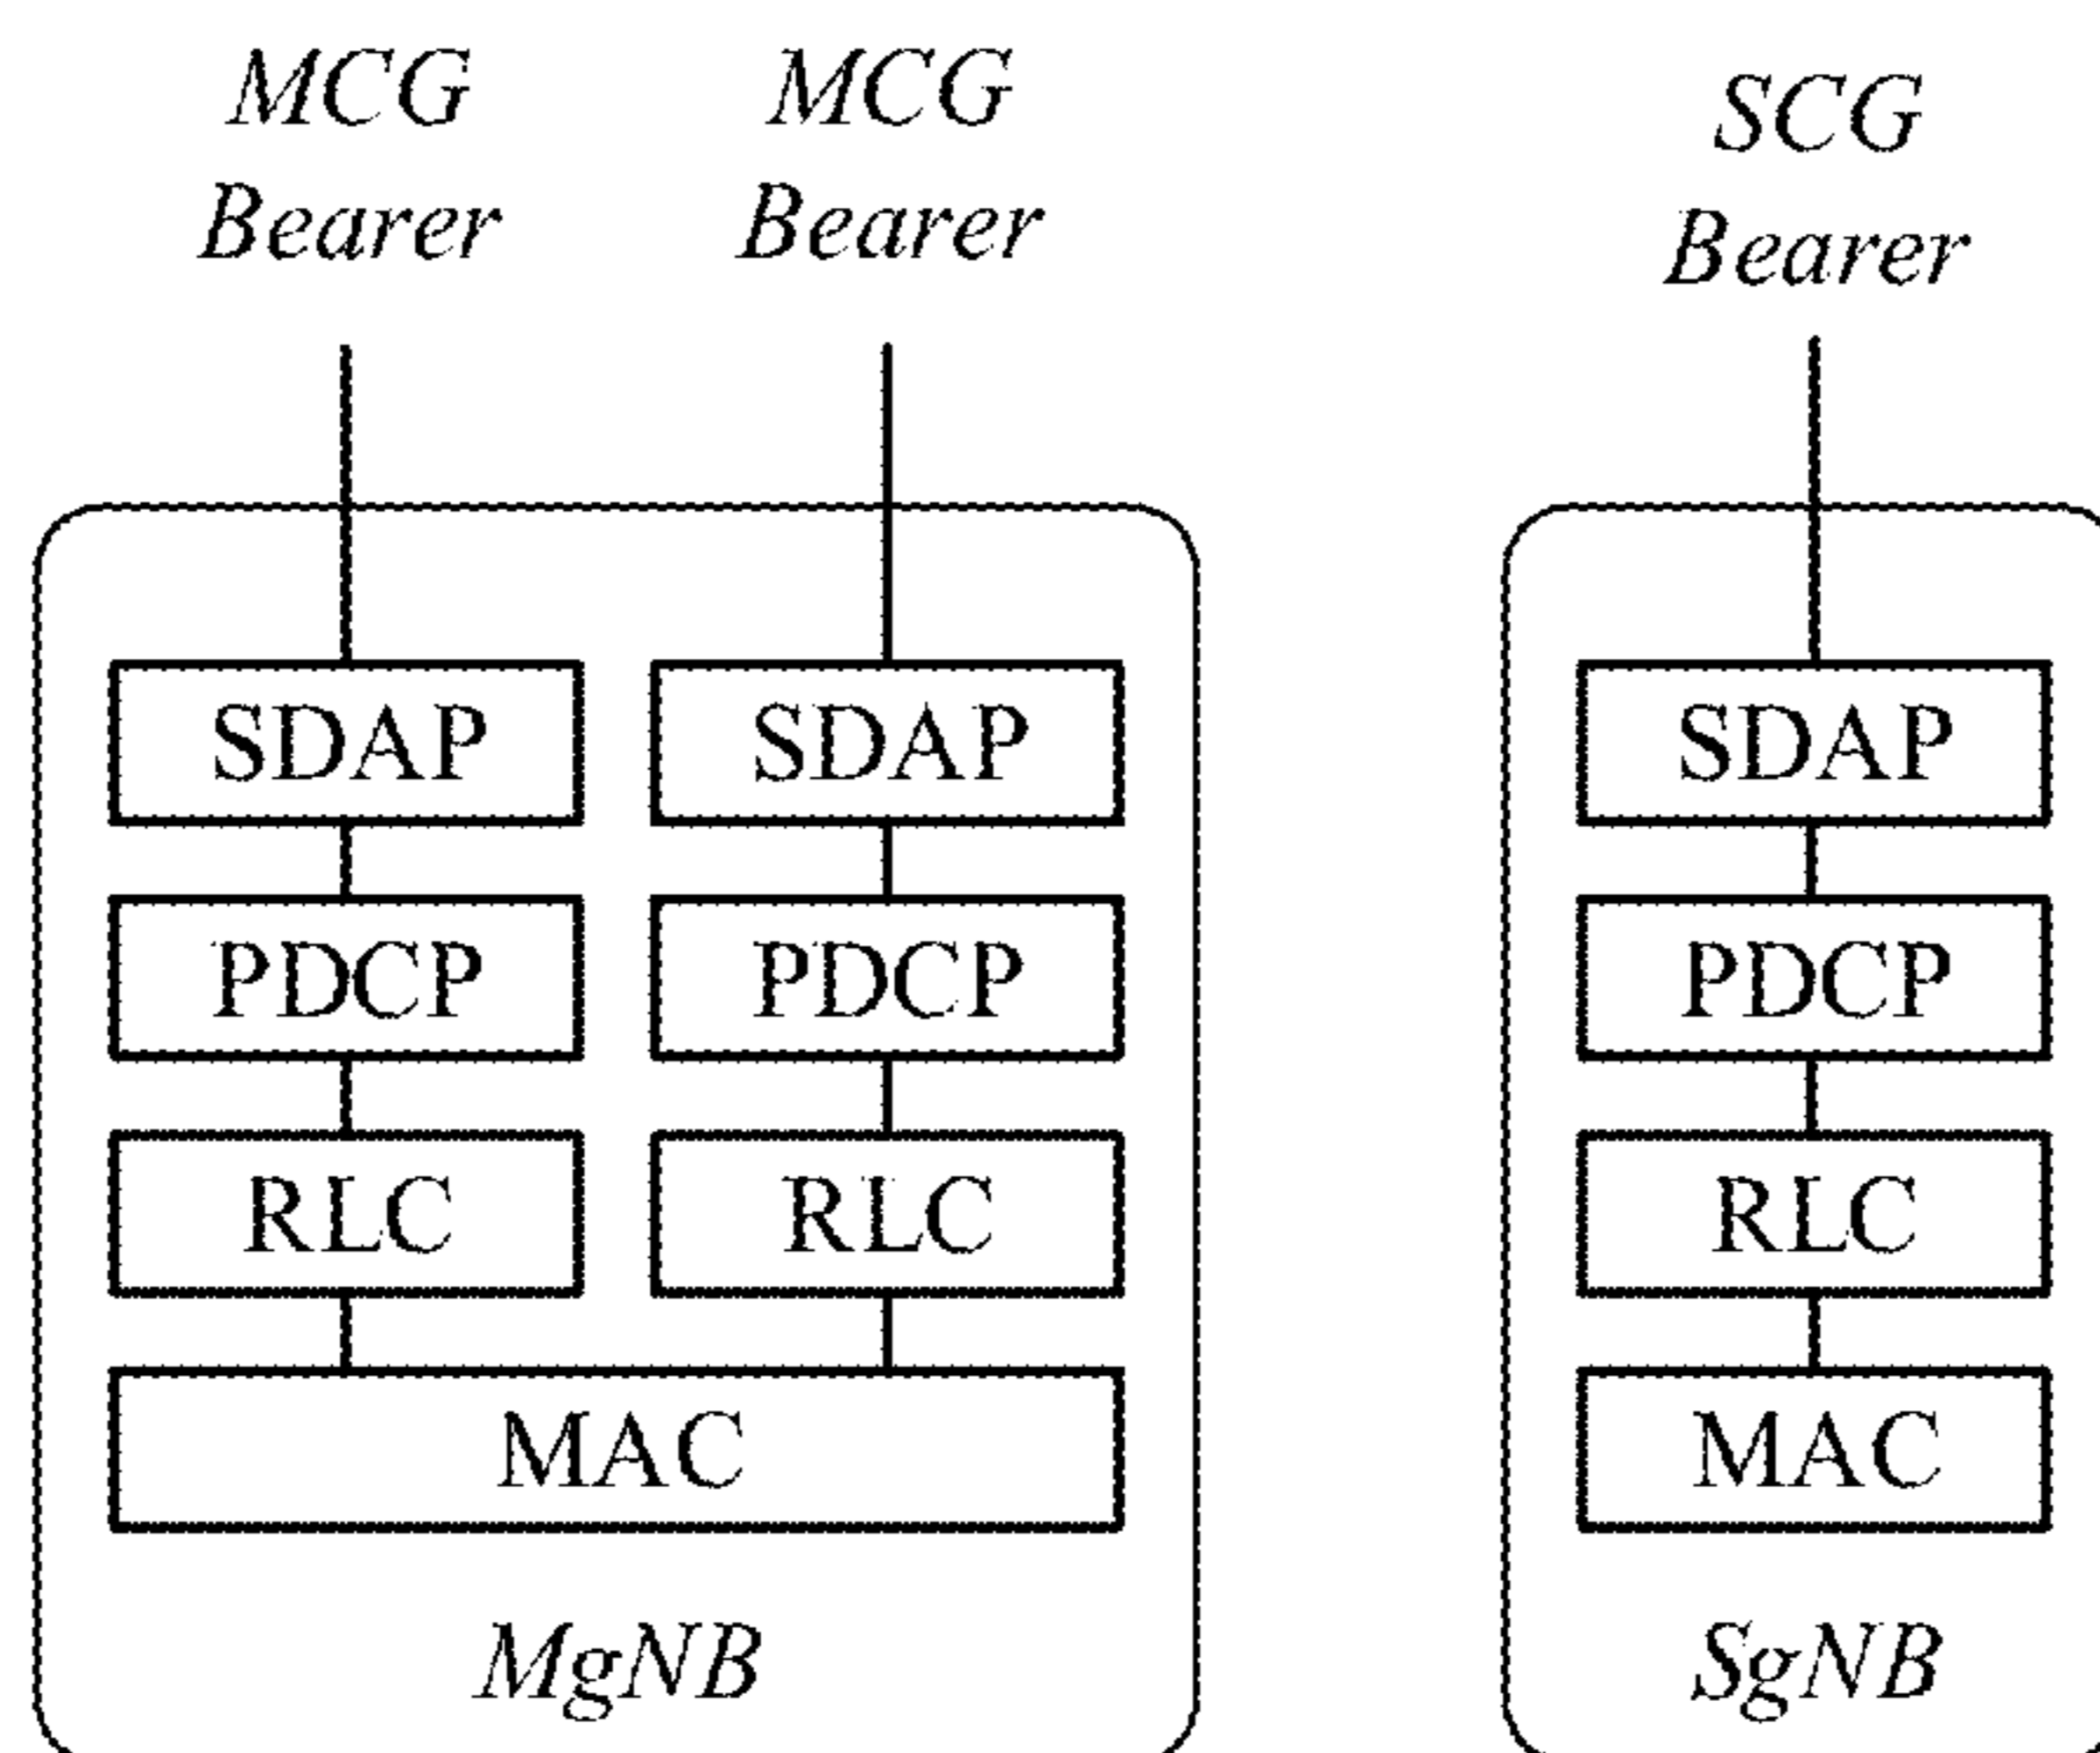 MCG
Bearer
MCG
Bearer
SCG
Bearer
SDAP
SDAP
SDAP
PDCP
PDCP
PDCP
RLC
RLC
RLC
MAC
MAC
MgNB
SgNB